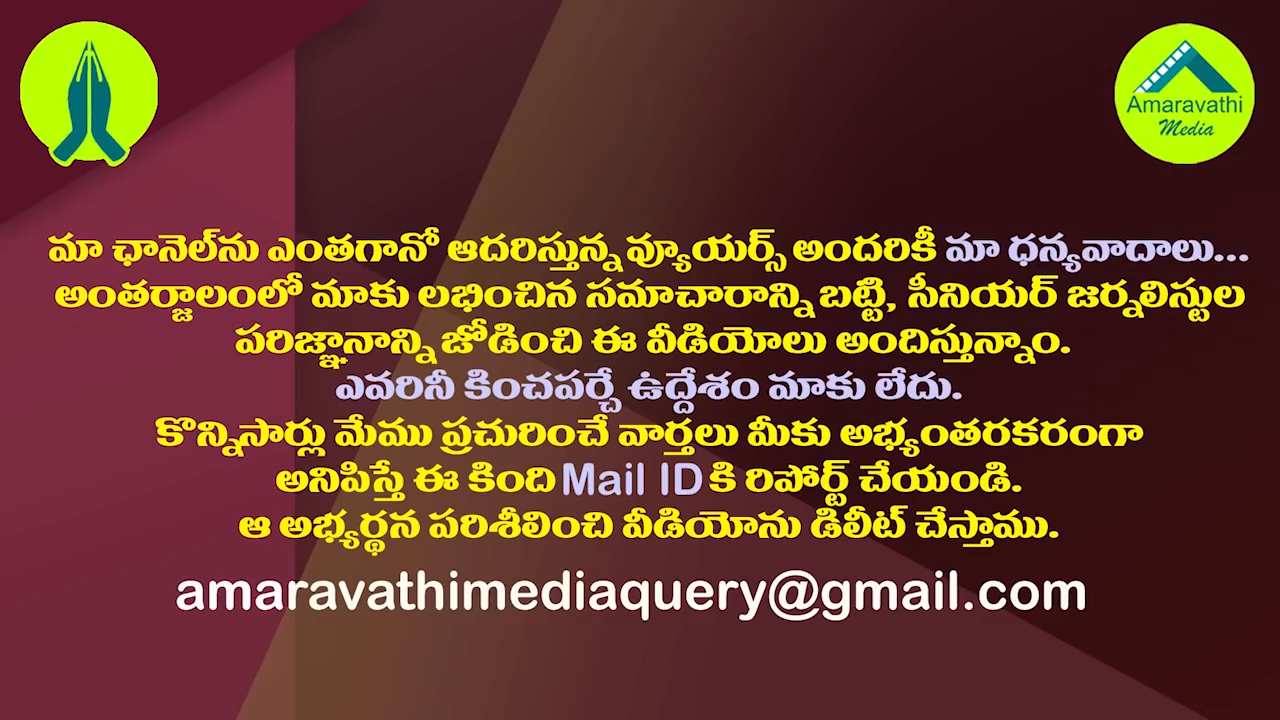 Amaravathi
Media
మా ఛానెల్‌ను ఎంతగానో ఆదరిస్తున్న వ్యూయర్స్ అందరికీ మా ధన్యవాదాలు...
అంతర్జాలంలో మాకు లభించిన సమాచారాన్ని బట్టి, సీనియర్ జర్నలిస్టుల
పరిజ్ఞానాన్ని జోడించి ఈ వీడియోలు అందిస్తున్నాం.
ఎవరినీ కించపర్చే ఉద్దేశం మాకు లేదు.
కొన్నిసార్లు మేము ప్రచురించే వార్తలు మీకు అభ్యంతరకరంగా
అనిపిస్తే ఈ కింది Mail ID కి రిపోర్ట్ చేయండి.
ఆ అభ్యర్థన పరిశీలించి వీడియోను డిలీట్ చేస్తాము.
amaravathimediaquery@gmail.com